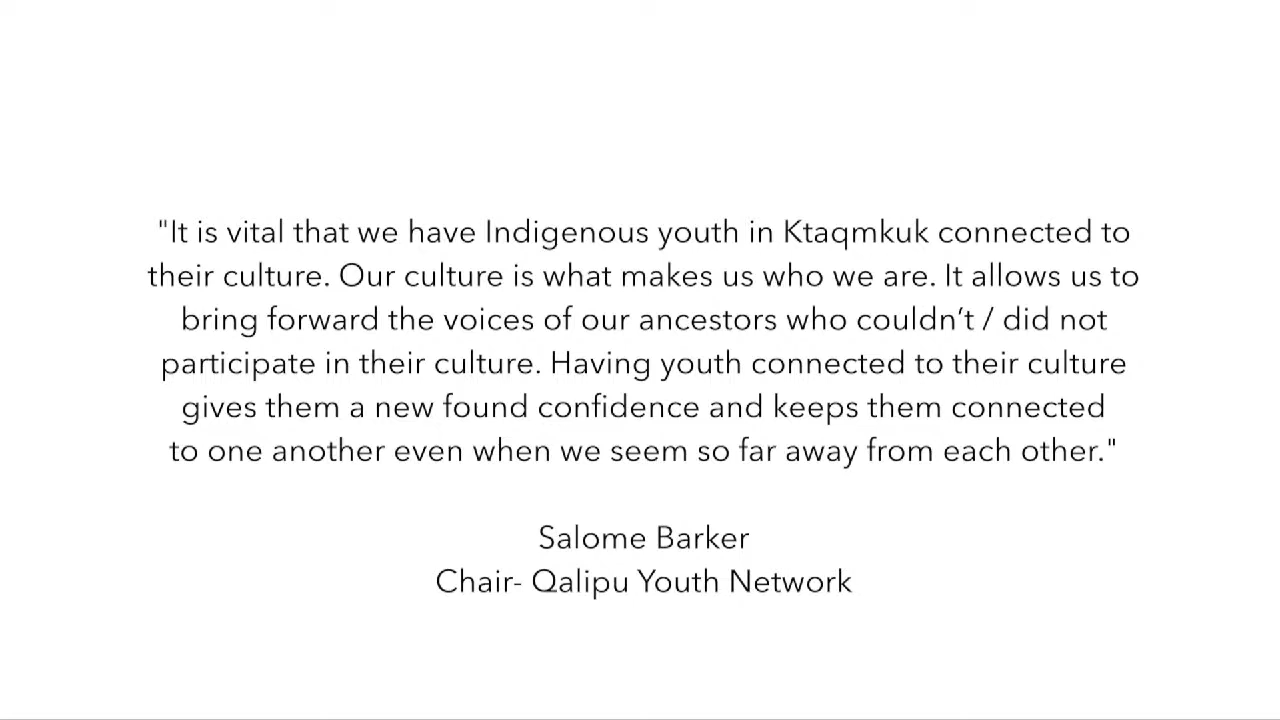 "It is vital that we have Indigenous youth in Ktaqmkuk connected to
their culture. Our culture is what makes us who we are. It allows us to
bring forward the voices of our ancestors who couldn’t / did not
participate in their culture. Having youth connected to their culture
gives them a new found confidence and keeps them connected
to one another even when we seem so far away from each other."
Salome Barker
Chair- Qalipu Youth Network